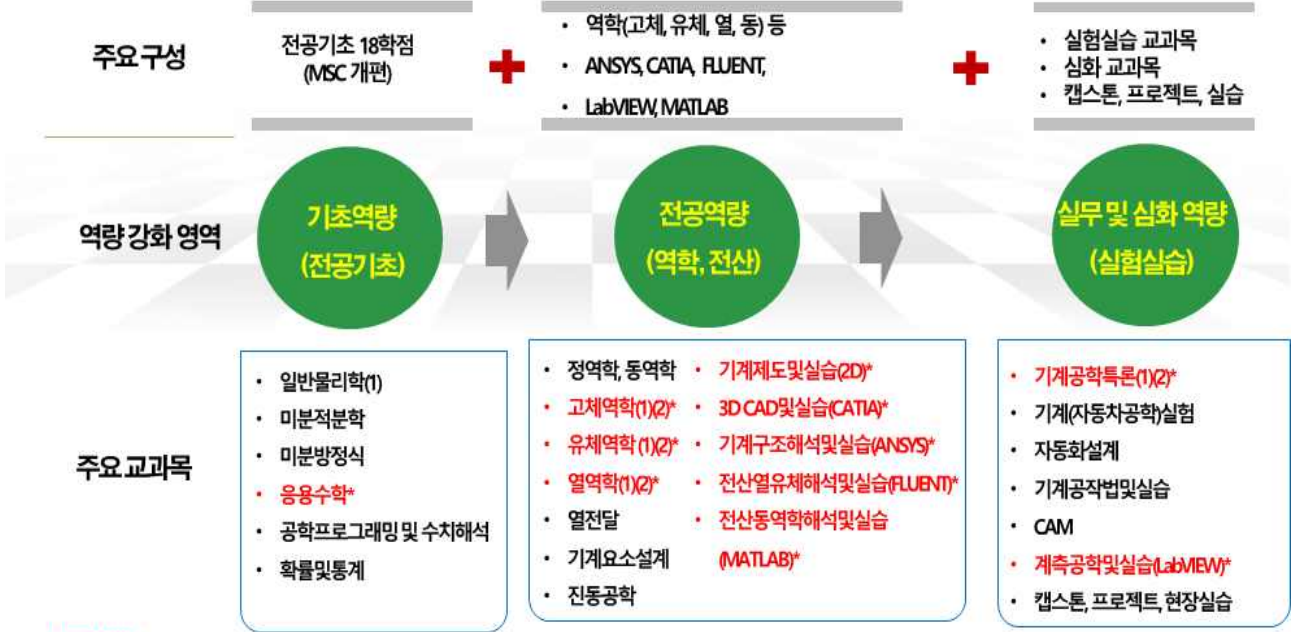 주요 구성
전공기초 18학점
(MSC 개편)
• 역학(고체, 유체, 열, 동) 등
• ANSYS, CATIA, FLUENT,
• LabVIEW, MATLAB
• 실험실습 교과목
• 심화 교과목
• 캡스톤, 프로젝트, 실습
역량 강화 영역
기초역량
(전공기초)
전공역량
(역학, 전산)
실무 및 심화 역량
(실험실습)
주요 교과목
• 일반물리학(1)
• 미분적분학
• 미분방정식
• 응용수학*
• 공학프로그래밍 및 수치해석
• 확률및통계
• 정역학, 동역학
• 고체역학(1)(2)*
• 유체역학(1)(2)*
• 열역학(1)(2)*
• 열전달
• 기계요소설계
• 진동공학
• 기계제도및실습(2D)*
• 3D CAD및실습(CATIA)*
• 기계구조해석및실습(ANSYS)*
• 전산열유체해석및실습(FLUENT)*
• 전산동역학해석및실습
(MATLAB)*
• 기계공학특론(1)(2)*
• 기계(자동차공학)실험
• 자동화설계
• 기계공작법및실습
• CAM
• 계측공학및실습(LabVIEW)*
• 캡스톤, 프로젝트, 현장실습